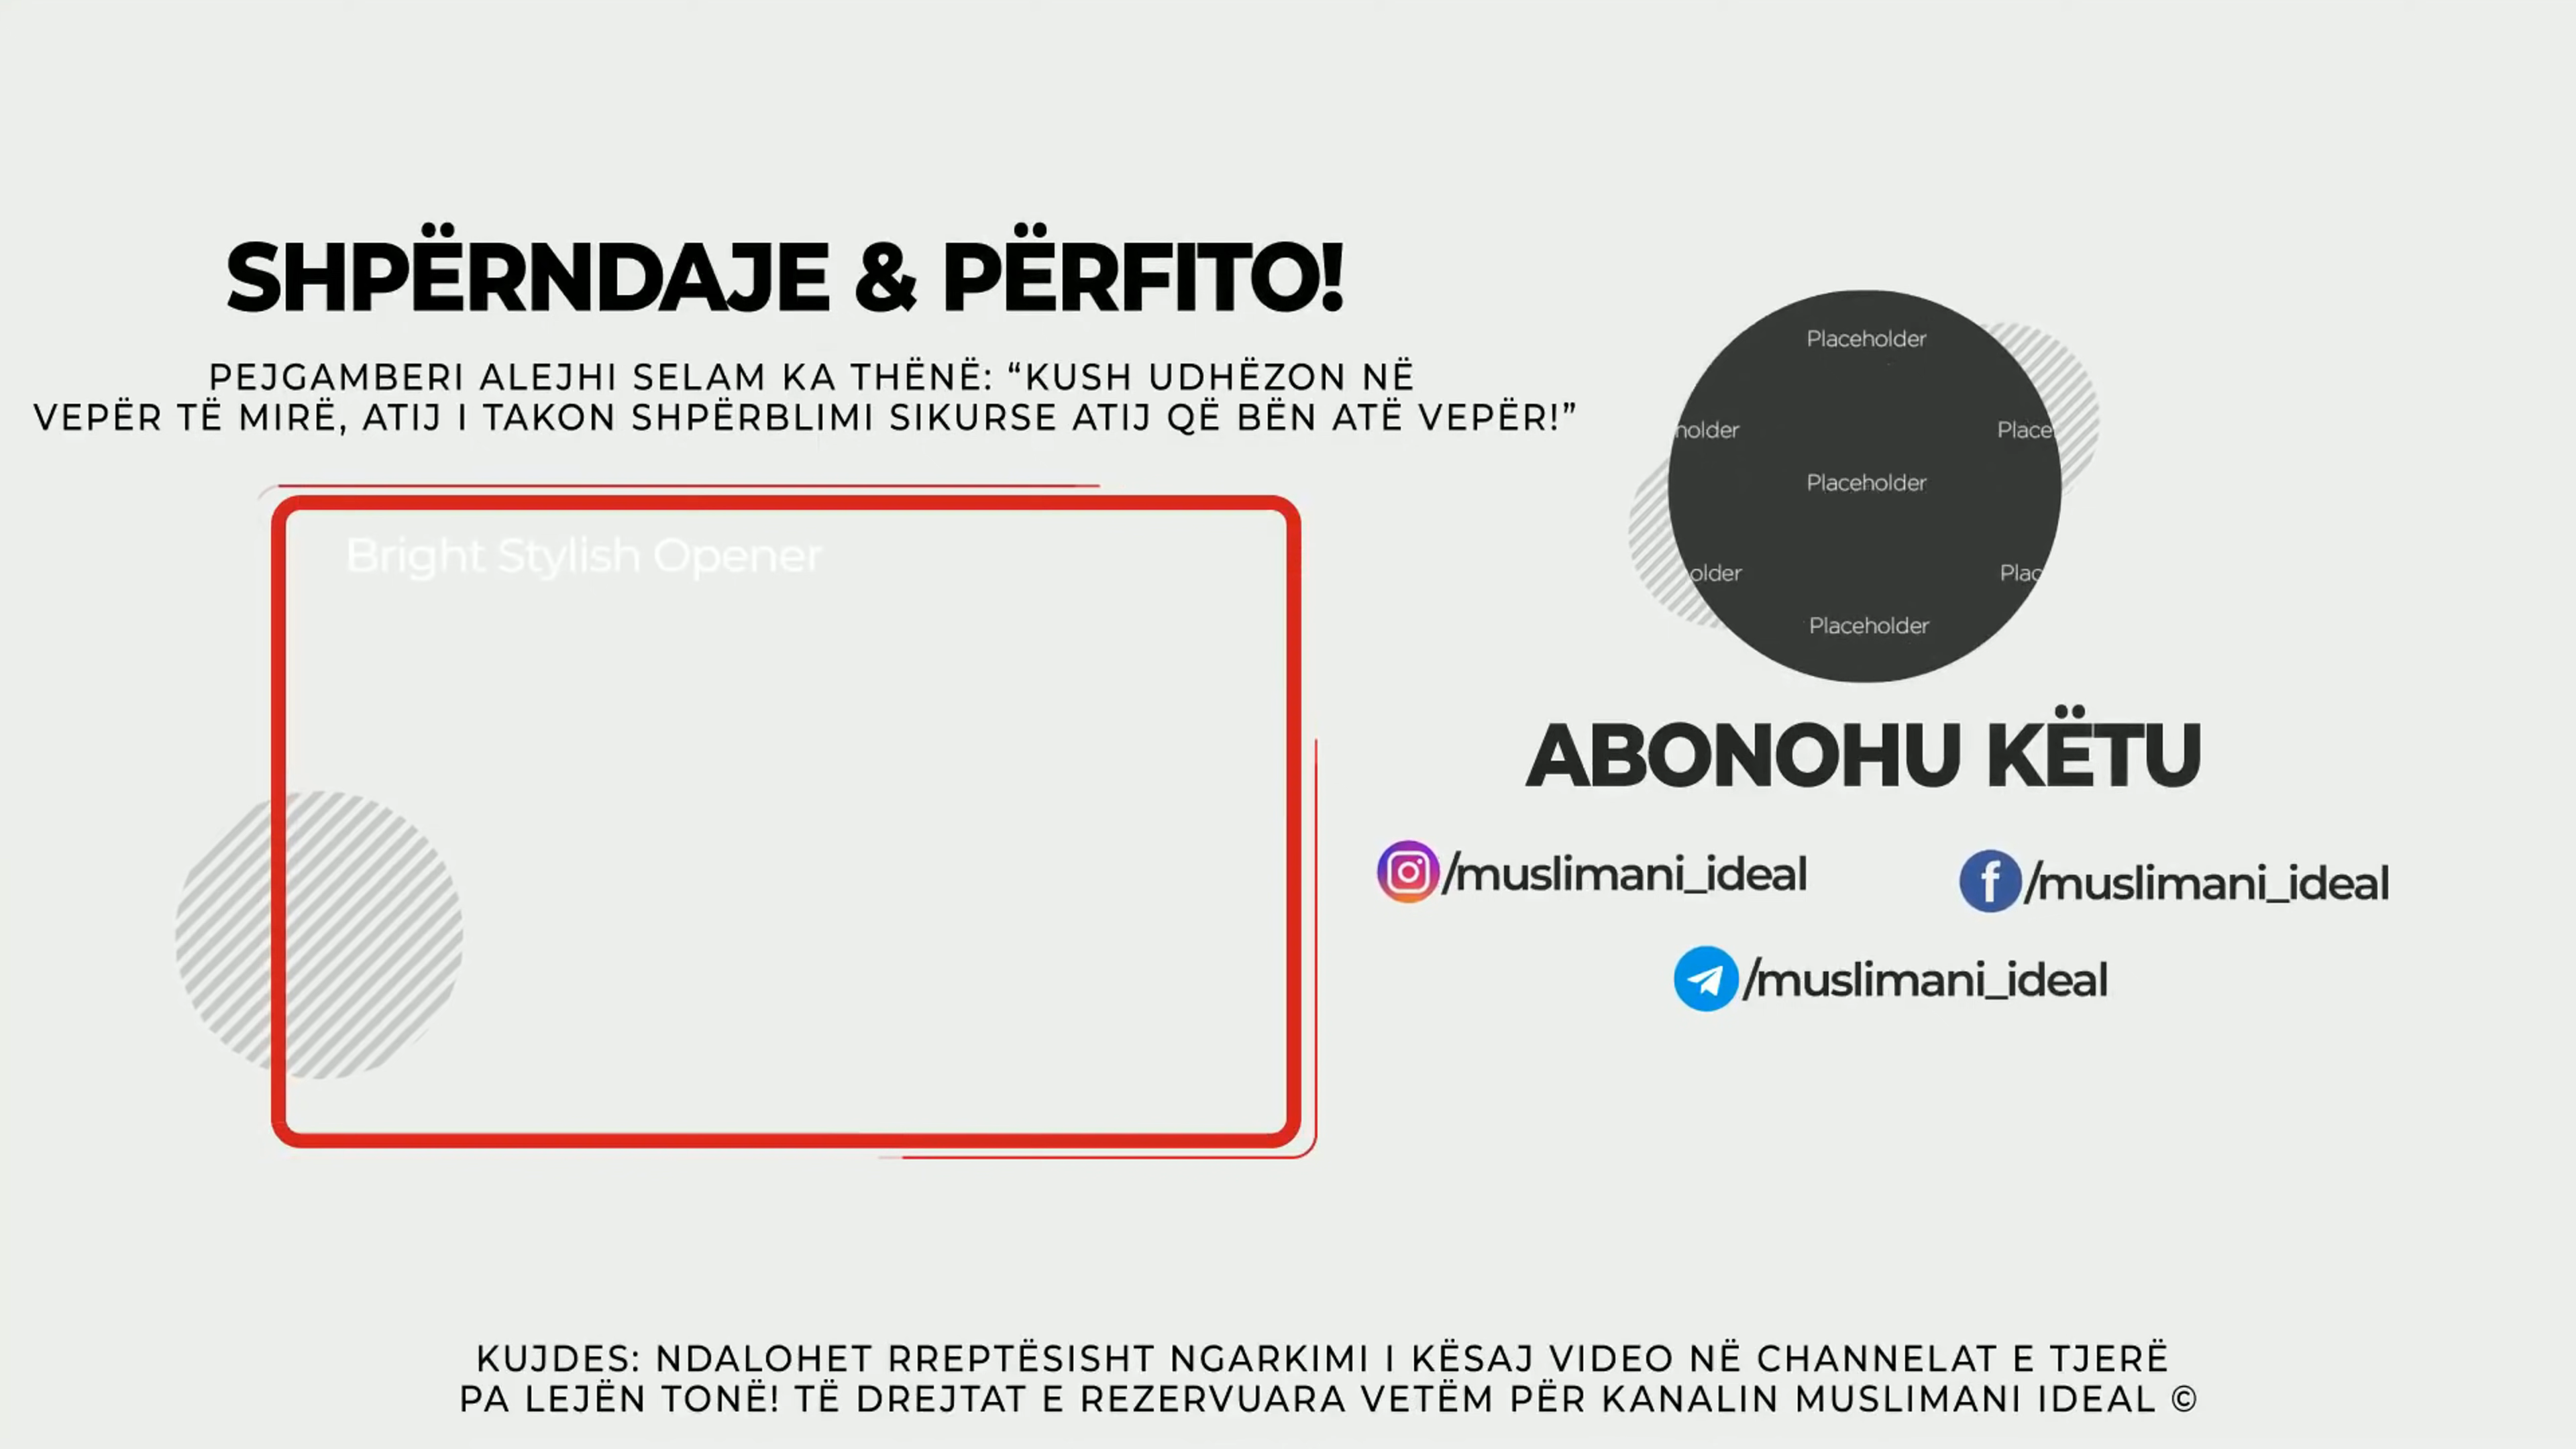 SHPËRNDAJE & PËRFITO!
PEJGAMBERI ALEJHI SELAM KA THËNË: “KUSH UDHËZON NË
VEPËR TË MIRË, ATIJ I TAKON SHPËRBLIMI SIKURSE ATIJ QË BËN ATË VEPËR!”
Bright Stylish Opener
Placeholder
holder Place
Placeholder
older Plac
Placeholder
ABONOHU KËTU
/muslimani_ideal
/muslimani_ideal
/muslimani_ideal
KUJDES: NDALOHET RREPTËSISHT NGARKIMI I KËSAJ VIDEO NË CHANNELAT E TJERË
PA LEJËN TONË! TË DREJTAT E REZERVUARA VETËM PËR KANALIN MUSLIMANI IDEAL ©